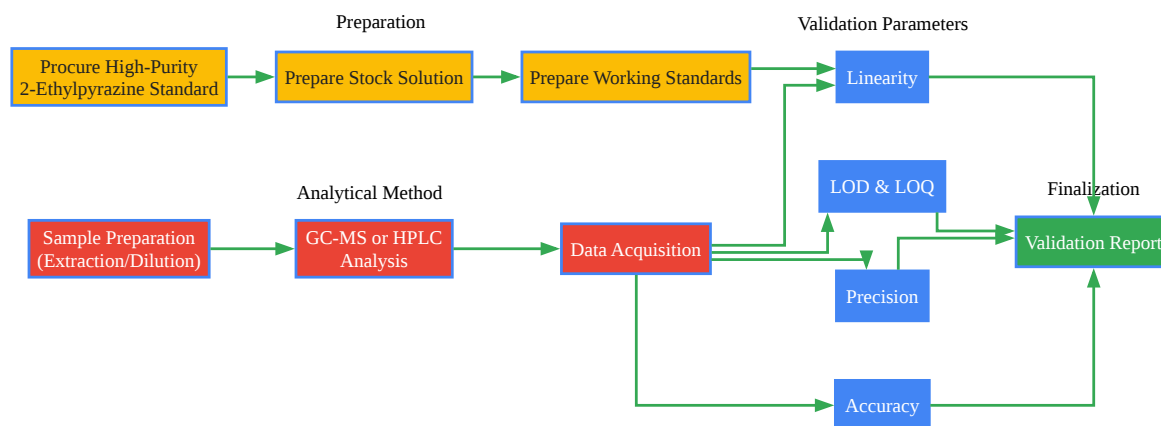 Preparation
Validation Parameters
Procure High-Purity
2-Ethylpyrazine Standard
Prepare Stock Solution
Prepare Working Standards
Linearity
Analytical Method
LOD & LOQ
Finalization
Sample Preparation
(Extraction/Dilution)
GC-MS or HPLC
Analysis
Data Acquisition
Validation Report
Precision
Accuracy